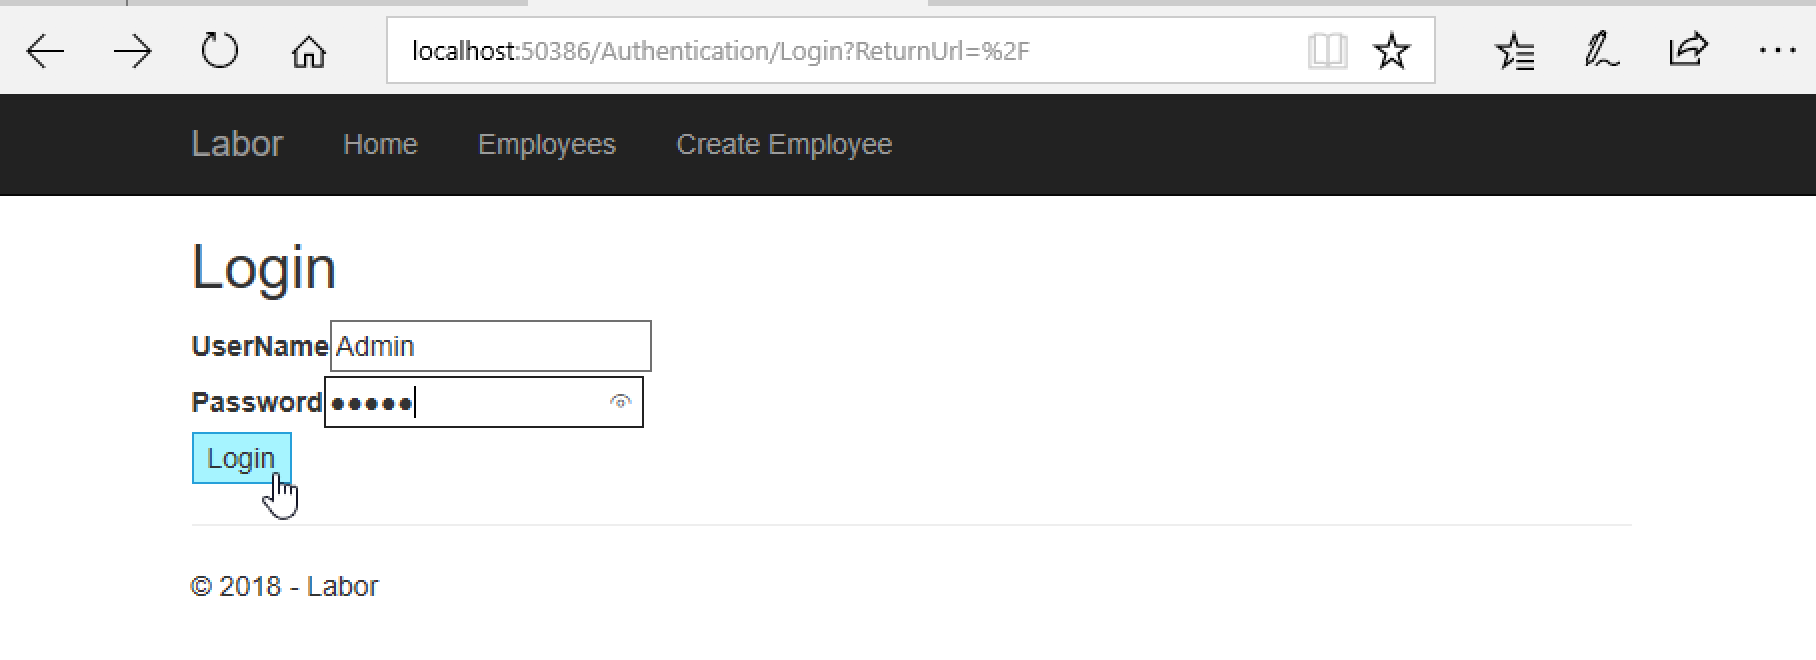 localhost:50386/Authentication/Login?ReturnUrl=%2F
Labor Home Employees Create Employee
Login
UserName Admin
Password •••••
Login
© 2018 - Labor